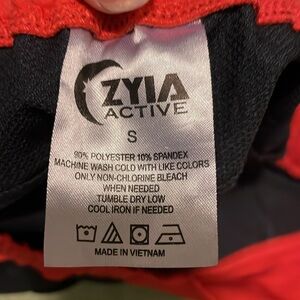 ZYIA
ACTIVE
S
90% POLYESTER 10% SPANDEX
MACHINE WASH COLD WITH LIKE COLORS
ONLY NON-CHLORINE BLEACH
WHEN NEEDED
TUMBLE DRY LOW
COOL IRON IF NEEDED
MADE IN VIETNAM